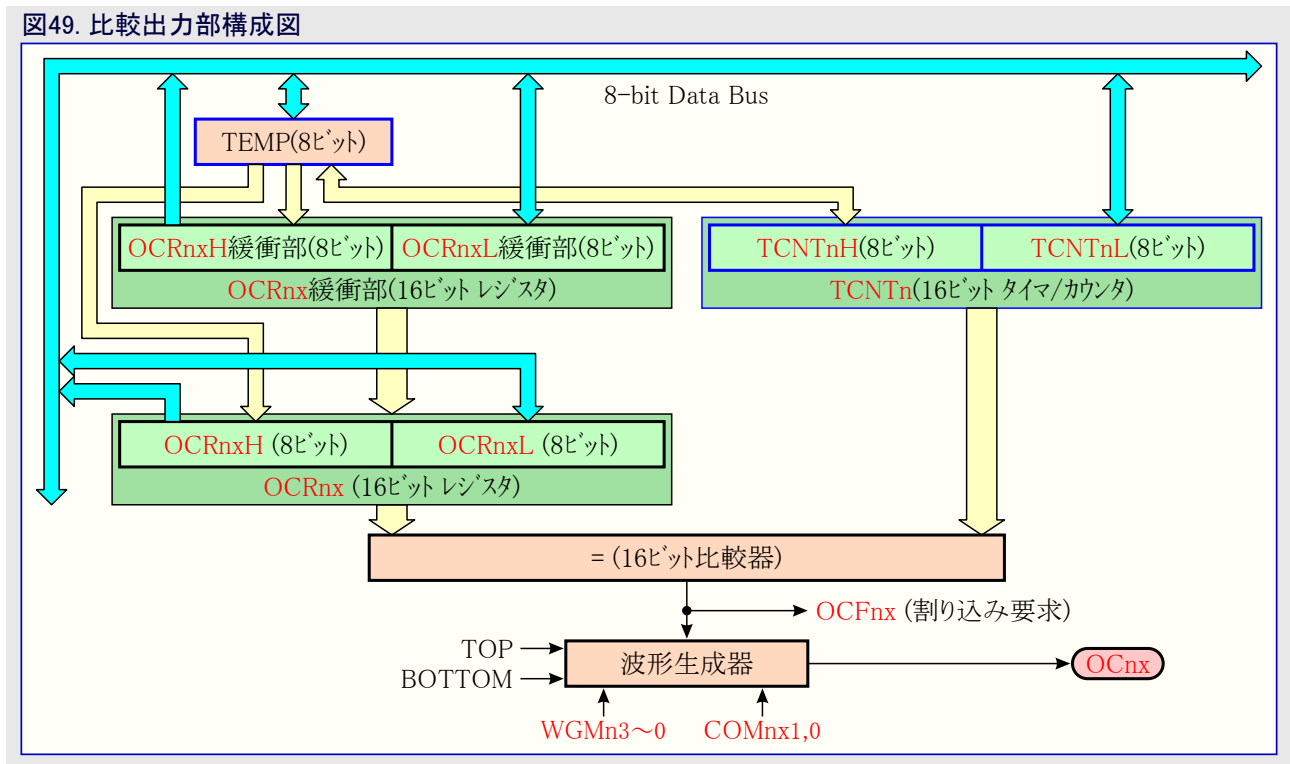 図49. 比較出力部構成図
8-bit Data Bus
TEMP(8ﾋﾞｯﾄ)
OCRnxH緩衝部(8ﾋﾞｯﾄ)
OCRnxL緩衝部(8ﾋﾞｯﾄ)
TCNTnH(8ﾋﾞｯﾄ)
TCNTnL(8ﾋﾞｯﾄ)
OCRnx緩衝部(16ﾋﾞｯﾄ ﾚｼﾞｽﾀ)
TCNTn(16ﾋﾞｯﾄ ﾀｲﾏ/ｶｳﾝﾀ)
OCRnxH (8ﾋﾞｯﾄ)
OCRnxL (8ﾋﾞｯﾄ)
OCRnx (16ﾋﾞｯﾄ ﾚｼﾞｽﾀ)
= (16ﾋﾞｯﾄ比較器)
OCFnx (割り込み要求)
TOP
BOTTOM
波形生成器
OCnx
WGMn3～0
COMnx1,0